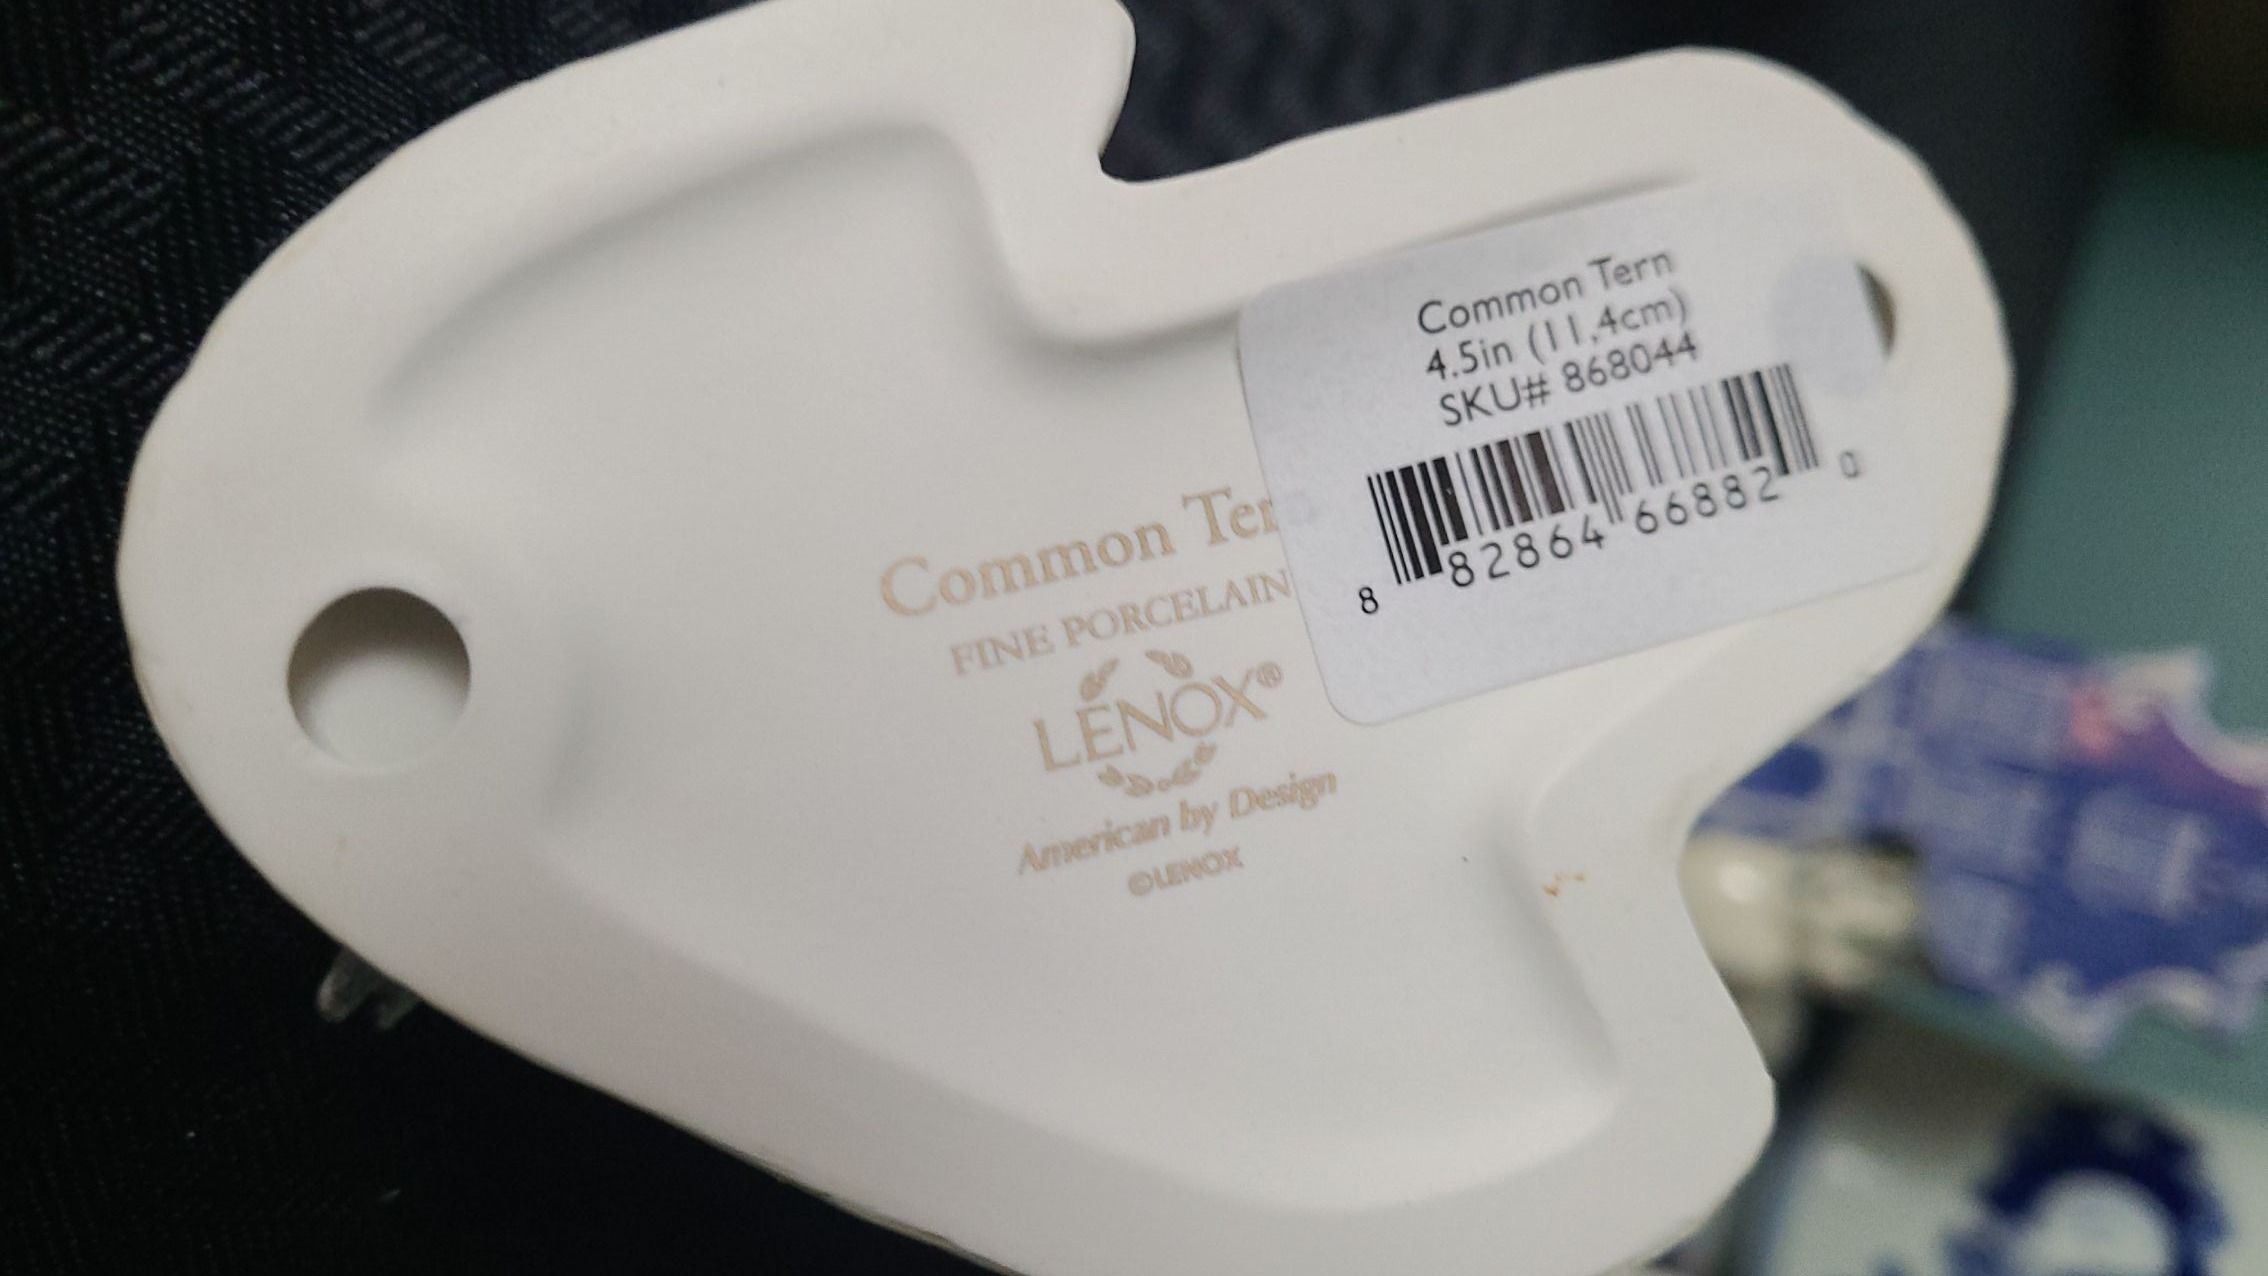 Common Tern
4.5in (11.4cm)
SKU# 868044
8 82864 66882 0
Common Ter
FINE PORCELAIN
LENOX®
American by Design
©LENOX